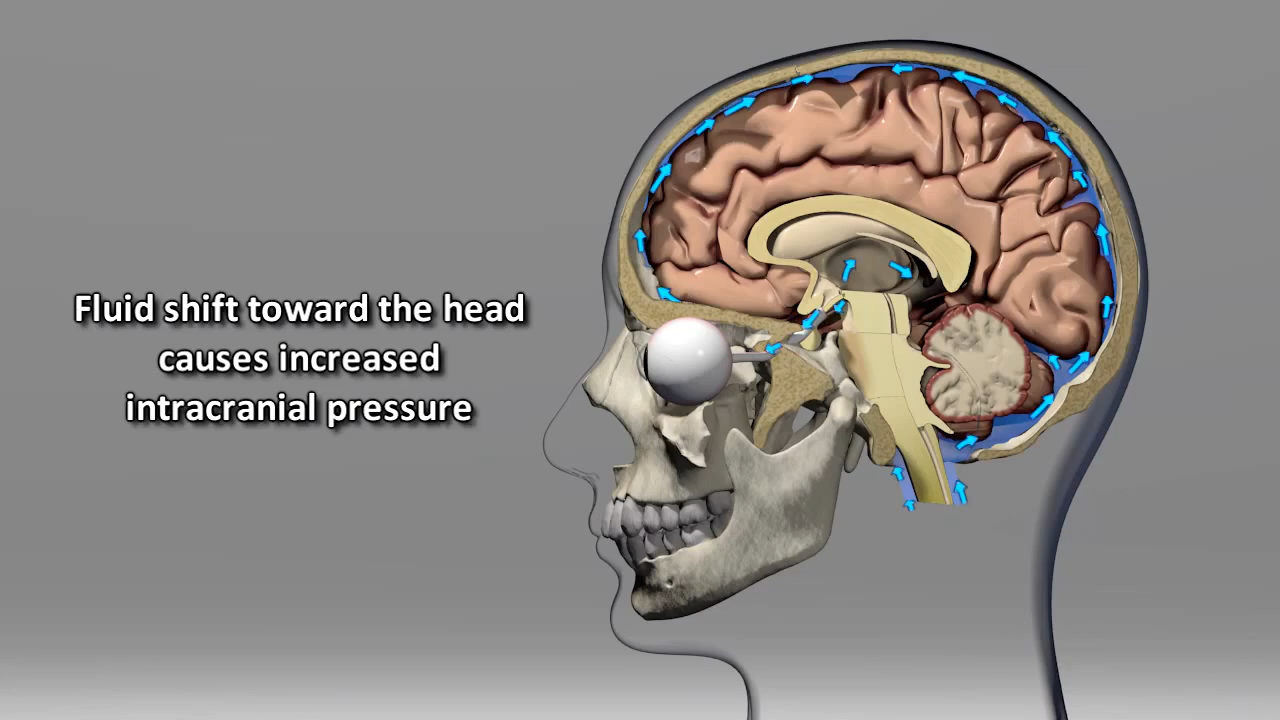 Fluid shift toward the head
causes increased
intracranial pressure